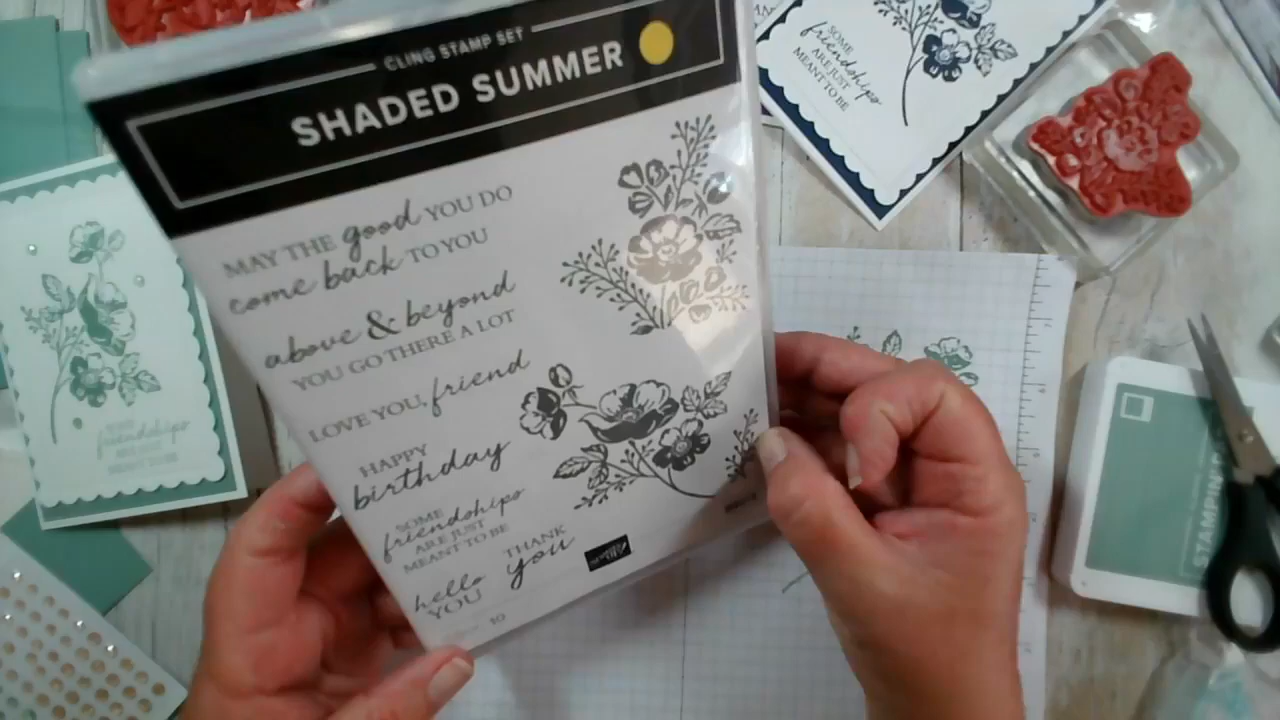 CLING STAMP SET
SHADED SUMMER
MAY THE good YOU DO
come back TO YOU
above & beyond
YOU GO THERE A LOT
LOVE YOU, friend
HAPPY
birthday
SOME
friendships
ARE JUST
MEANT TO BE
THANK
you
hello
YOU
10
SOME
friendships
ARE JUST
MEANT TO BE
friendships
STAMPIN'